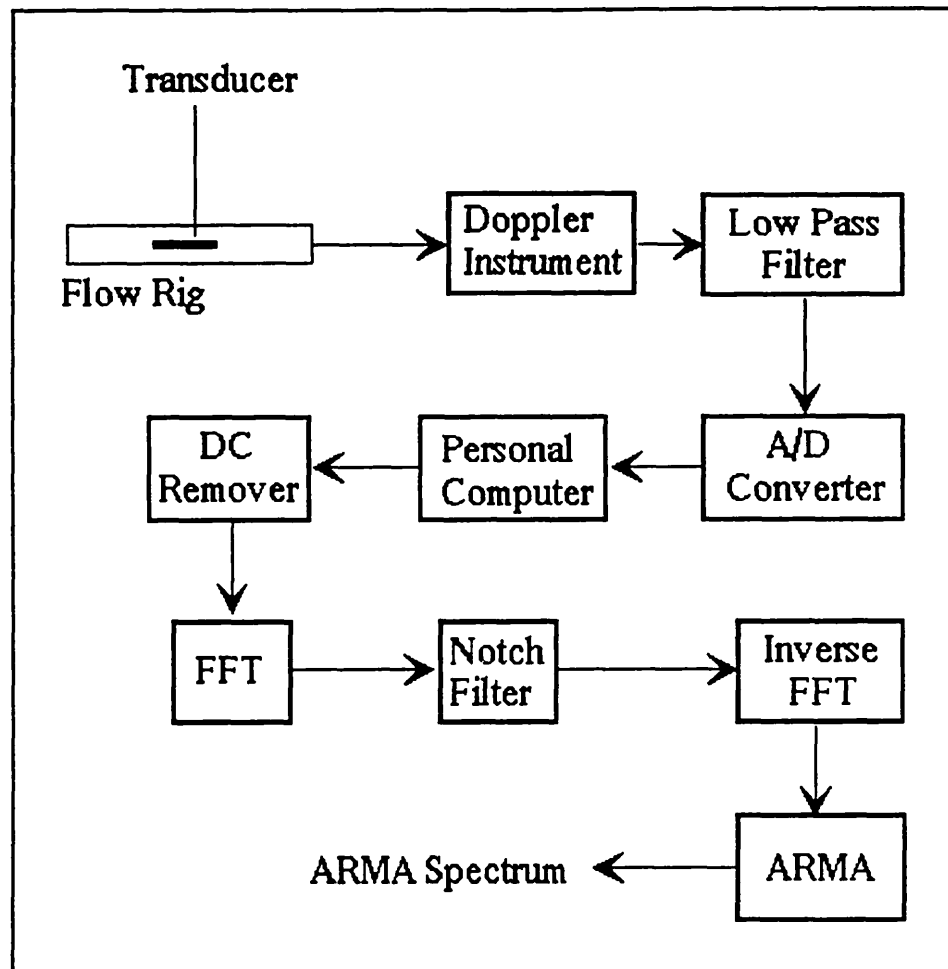 Transducer
Flow Rig
Doppler
Instrument
Low Pass
Filter
A/D
Converter
Personal
Computer
DC
Remover
FFT
Notch
Filter
Inverse
FFT
ARMA
ARMA Spectrum